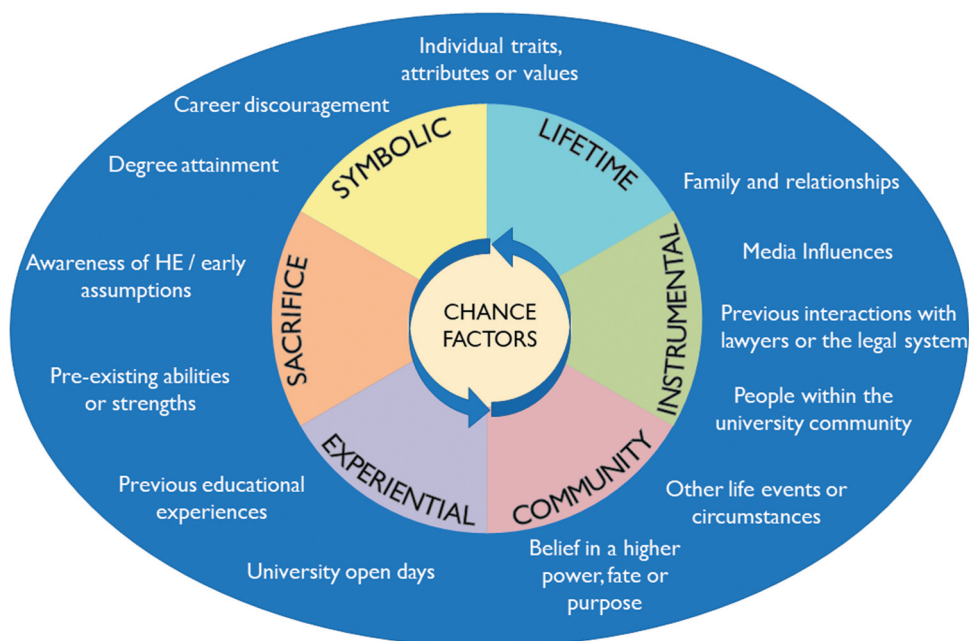 Individual traits,
attributes or values
Career discouragement
Degree attainment
Awareness of HE / early
assumptions
Pre-existing abilities
or strengths
Previous educational
experiences
University open days
Belief in a higher
power, fate or
purpose
Other life events or
circumstances
People within the
university community
Previous interactions with
lawyers or the legal system
Media Influences
Family and relationships
SYMBOLIC
LIFETIME
INSTRUMENTAL
COMMUNITY
EXPERIENTIAL
SACRIFICE
CHANCE
FACTORS